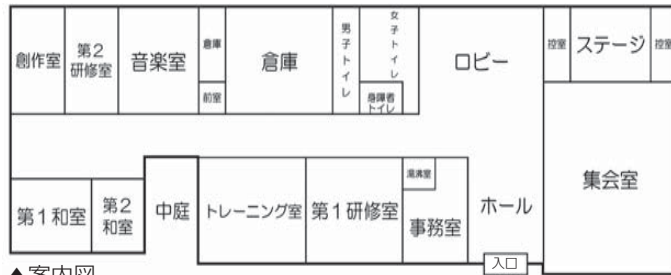 創作室
第2
研修室
音楽室
倉庫
前室
倉庫
男子トイレ
女子トイレ
身障者
トイレ
ロビー
控室
ステージ
控室
集会室
第1和室
第2
和室
中庭
トレーニング室
第1研修室
湯沸室
事務室
ホール
入口
▲案内図